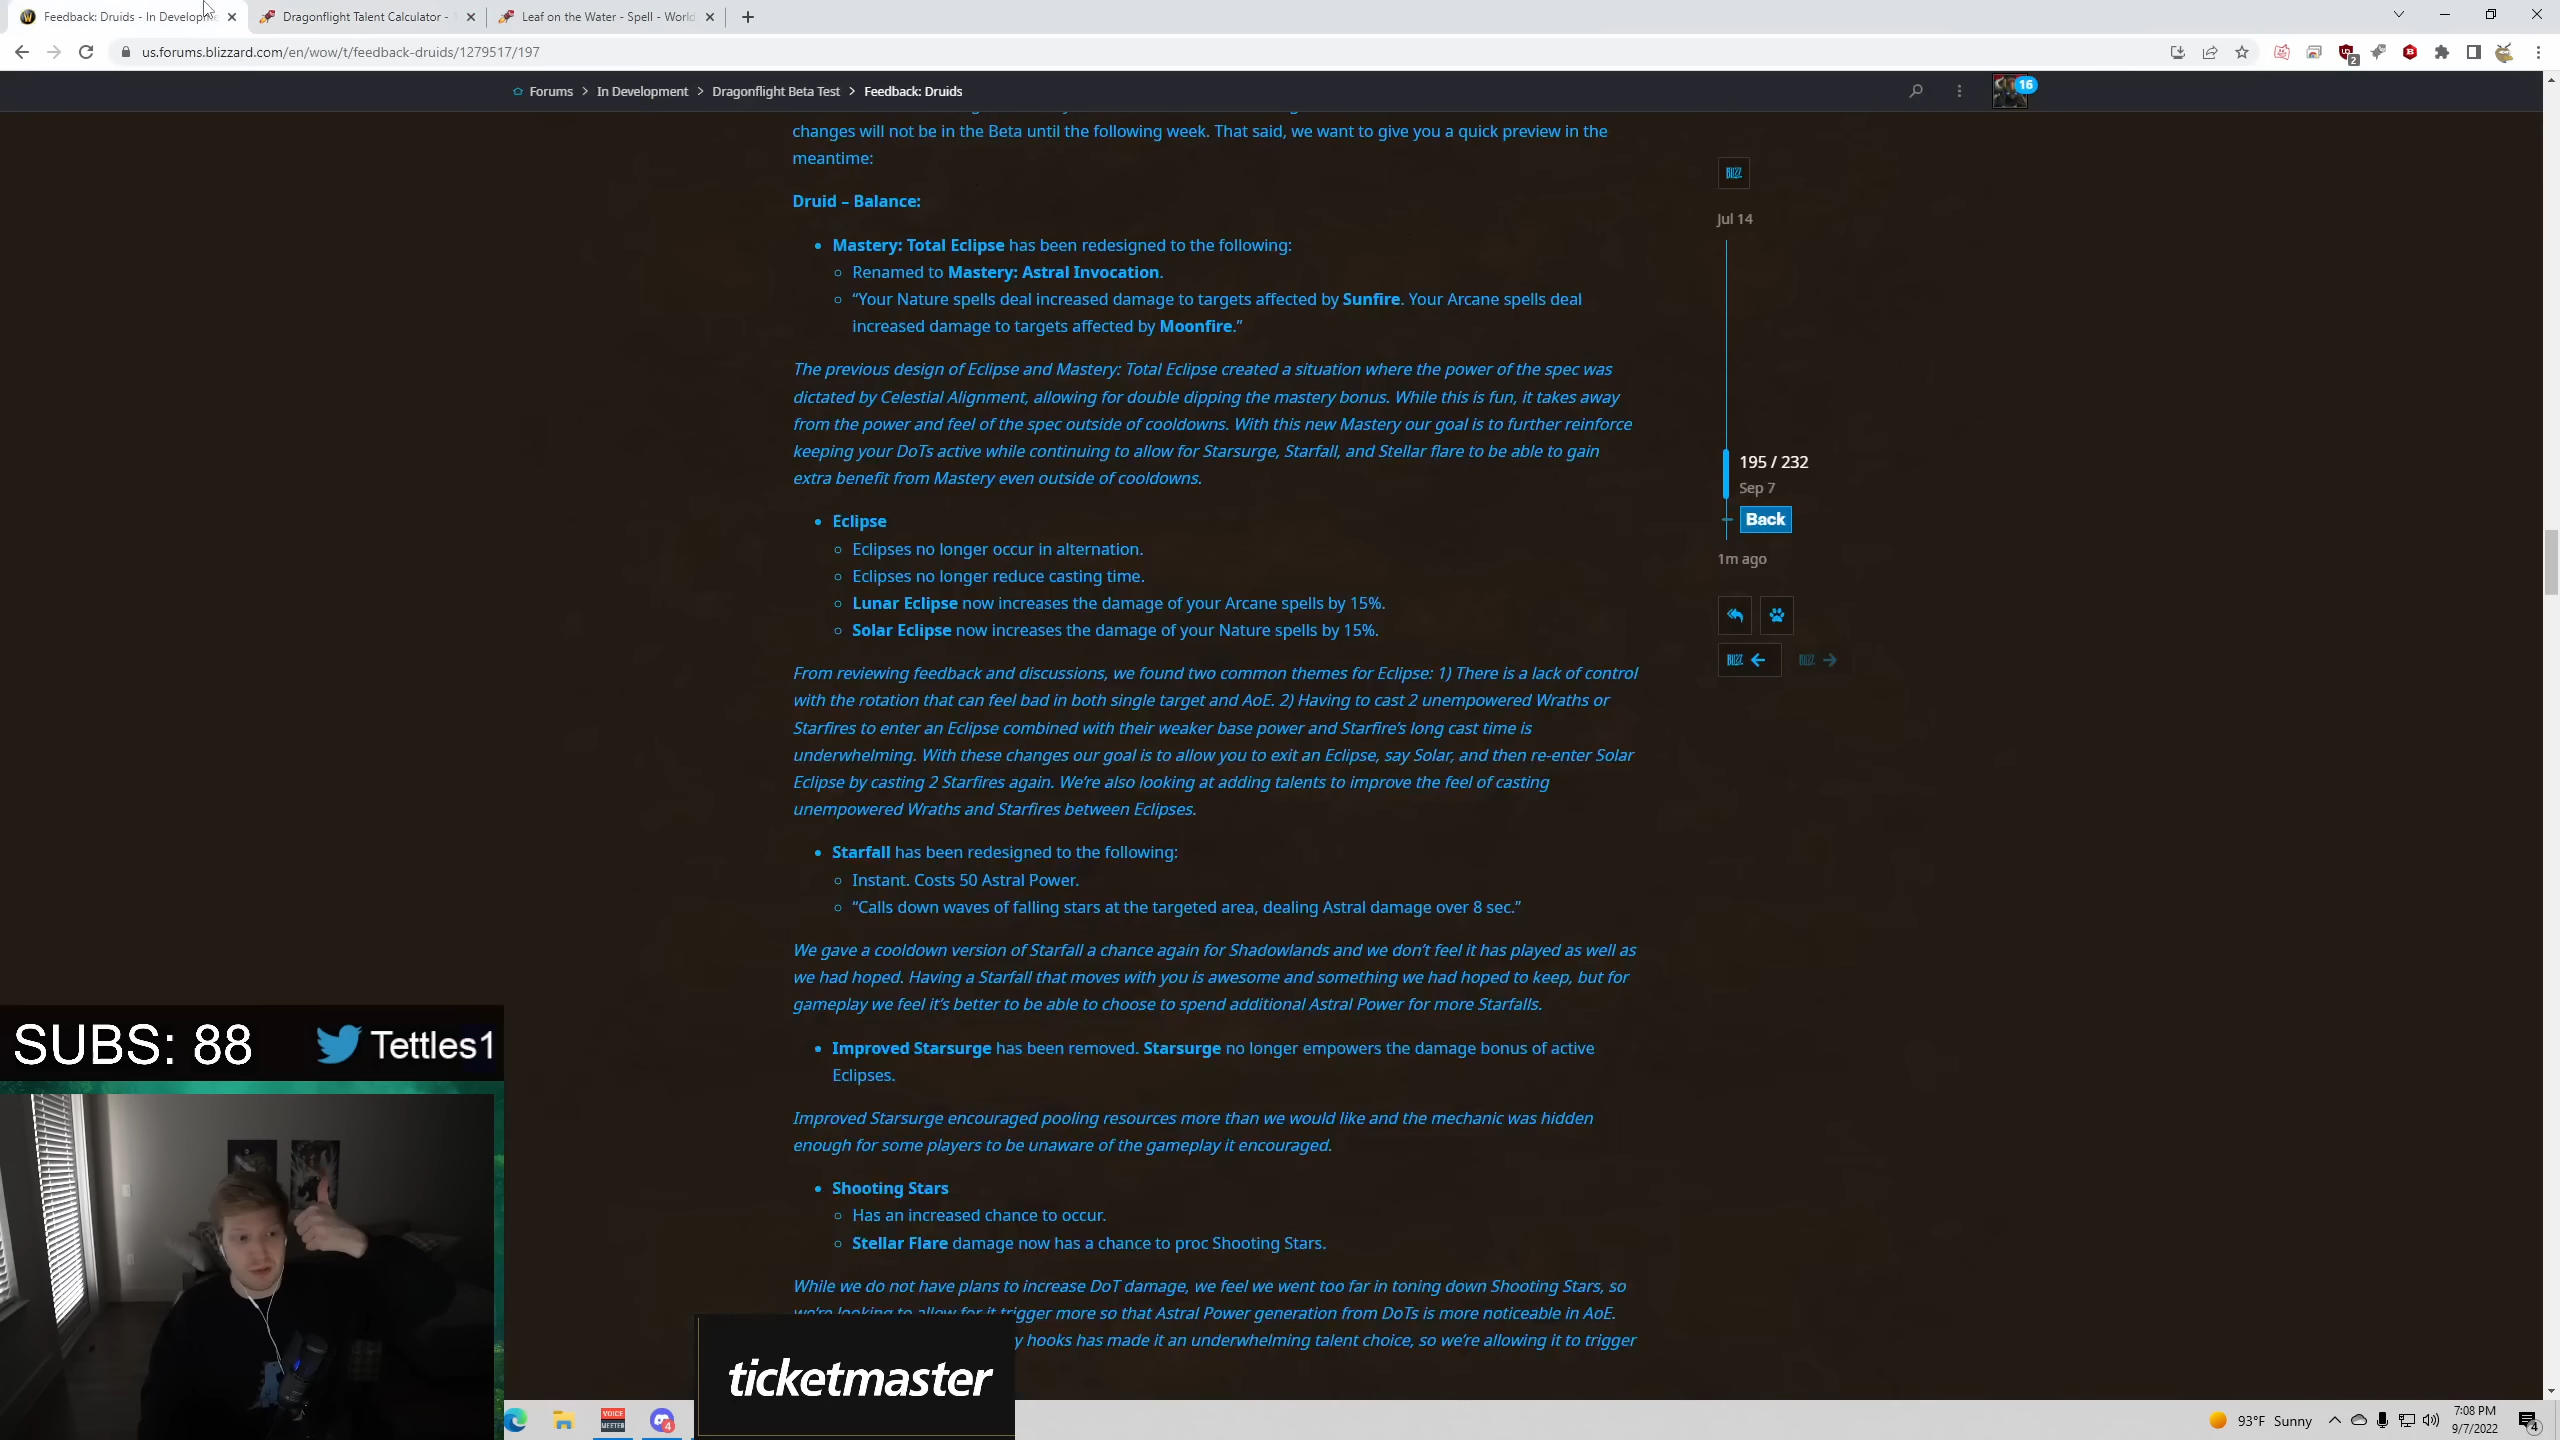 Feedback: Druids - In Developme
Dragonflight Talent Calculator -
Leaf on the Water - Spell - World
us.forums.blizzard.com/en/wow/t/feedback-druids/1279517/197
2
Forums > In Development > Dragonflight Beta Test > Feedback: Druids
16
changes will not be in the Beta until the following week. That said, we want to give you a quick preview in the
meantime:
Druid – Balance:
Mastery: Total Eclipse has been redesigned to the following:
Renamed to Mastery: Astral Invocation.
“Your Nature spells deal increased damage to targets affected by Sunfire. Your Arcane spells deal
increased damage to targets affected by Moonfire.”
The previous design of Eclipse and Mastery: Total Eclipse created a situation where the power of the spec was
dictated by Celestial Alignment, allowing for double dipping the mastery bonus. While this is fun, it takes away
from the power and feel of the spec outside of cooldowns. With this new Mastery our goal is to further reinforce
keeping your DoTs active while continuing to allow for Starsurge, Starfall, and Stellar flare to be able to gain
extra benefit from Mastery even outside of cooldowns.
Eclipse
Eclipses no longer occur in alternation.
Eclipses no longer reduce casting time.
Lunar Eclipse now increases the damage of your Arcane spells by 15%.
Solar Eclipse now increases the damage of your Nature spells by 15%.
From reviewing feedback and discussions, we found two common themes for Eclipse: 1) There is a lack of control
with the rotation that can feel bad in both single target and AoE. 2) Having to cast 2 unempowered Wraths or
Starfires to enter an Eclipse combined with their weaker base power and Starfire’s long cast time is
underwhelming. With these changes our goal is to allow you to exit an Eclipse, say Solar, and then re-enter Solar
Eclipse by casting 2 Starfires again. We’re also looking at adding talents to improve the feel of casting
unempowered Wraths and Starfires between Eclipses.
Starfall has been redesigned to the following:
Instant. Costs 50 Astral Power.
“Calls down waves of falling stars at the targeted area, dealing Astral damage over 8 sec.”
We gave a cooldown version of Starfall a chance again for Shadowlands and we don’t feel it has played as well as
we had hoped. Having a Starfall that moves with you is awesome and something we had hoped to keep, but for
gameplay we feel it’s better to be able to choose to spend additional Astral Power for more Starfalls.
Improved Starsurge has been removed. Starsurge no longer empowers the damage bonus of active
Eclipses.
Improved Starsurge encouraged pooling resources more than we would like and the mechanic was hidden
enough for some players to be unaware of the gameplay it encouraged.
Shooting Stars
Has an increased chance to occur.
Stellar Flare damage now has a chance to proc Shooting Stars.
While we do not have plans to increase DoT damage, we feel we went too far in toning down Shooting Stars, so
we’re looking to allow for it trigger more so that Astral Power generation from DoTs is more noticeable in AoE.
y hooks has made it an underwhelming talent choice, so we’re allowing it to trigger
BLIZZ
Jul 14
195 / 232
Sep 7
Back
1m ago
BLIZZ
BLIZZ
SUBS: 88
Tettles1
ticketmaster
VOICE
MEETER
4
93°F Sunny
7:08 PM
9/7/2022
4